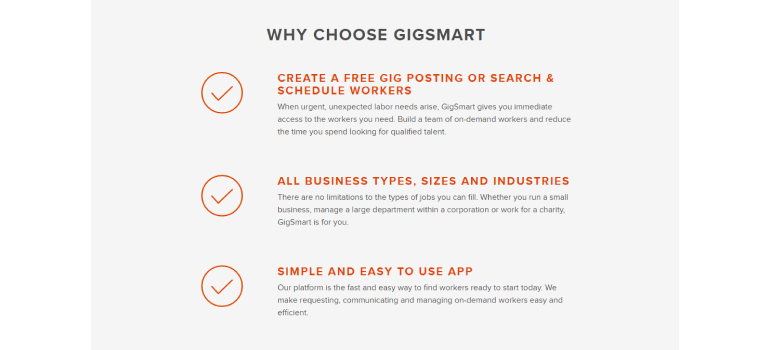 WHY CHOOSE GIGSMART
CREATE A FREE GIG POSTING OR SEARCH &
SCHEDULE WORKERS
When urgent, unexpected labor needs arise, GigSmart gives you immediate
access to the workers you need. Build a team of on-demand workers and reduce
the time you spend looking for qualified talent.
ALL BUSINESS TYPES, SIZES AND INDUSTRIES
There are no limitations to the types of jobs you can fill. Whether you run a small
business, manage a large department within a corporation or work for a charity,
GigSmart is for you.
SIMPLE AND EASY TO USE APP
Our platform is the fast and easy way to find workers ready to start today. We
make requesting, communicating and managing on-demand workers easy and
efficient.